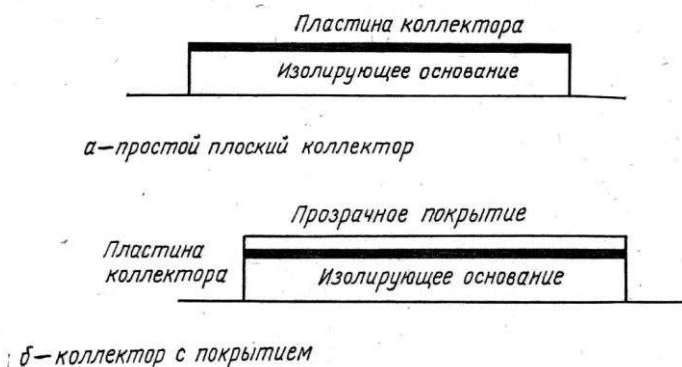 Пластина коллектора
Изолирующее основание
а—простой плоский коллектор
Прозрачное покрытие
Пластина
коллектора
Изолирующее основание
б—коллектор с покрытием